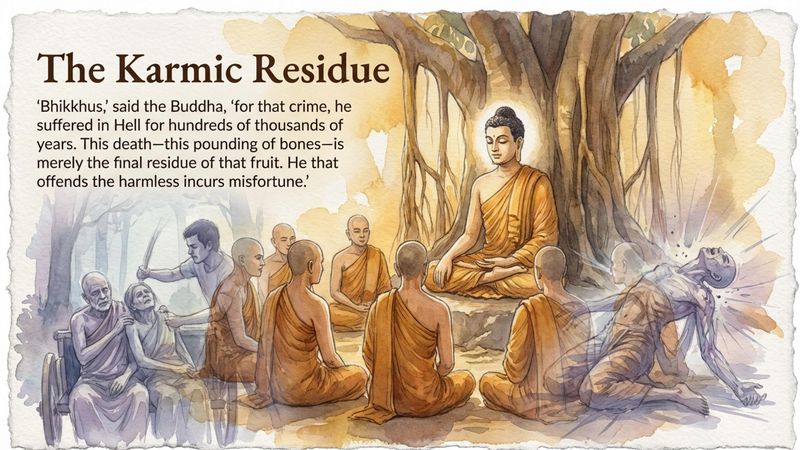 The Karmic Residue
‘Bhikkhus,’ said the Buddha, ‘for that crime, he
suffered in Hell for hundreds of thousands of
years. This death—this pounding of bones—is
merely the final residue of that fruit. He that
offends the harmless incurs misfortune.’